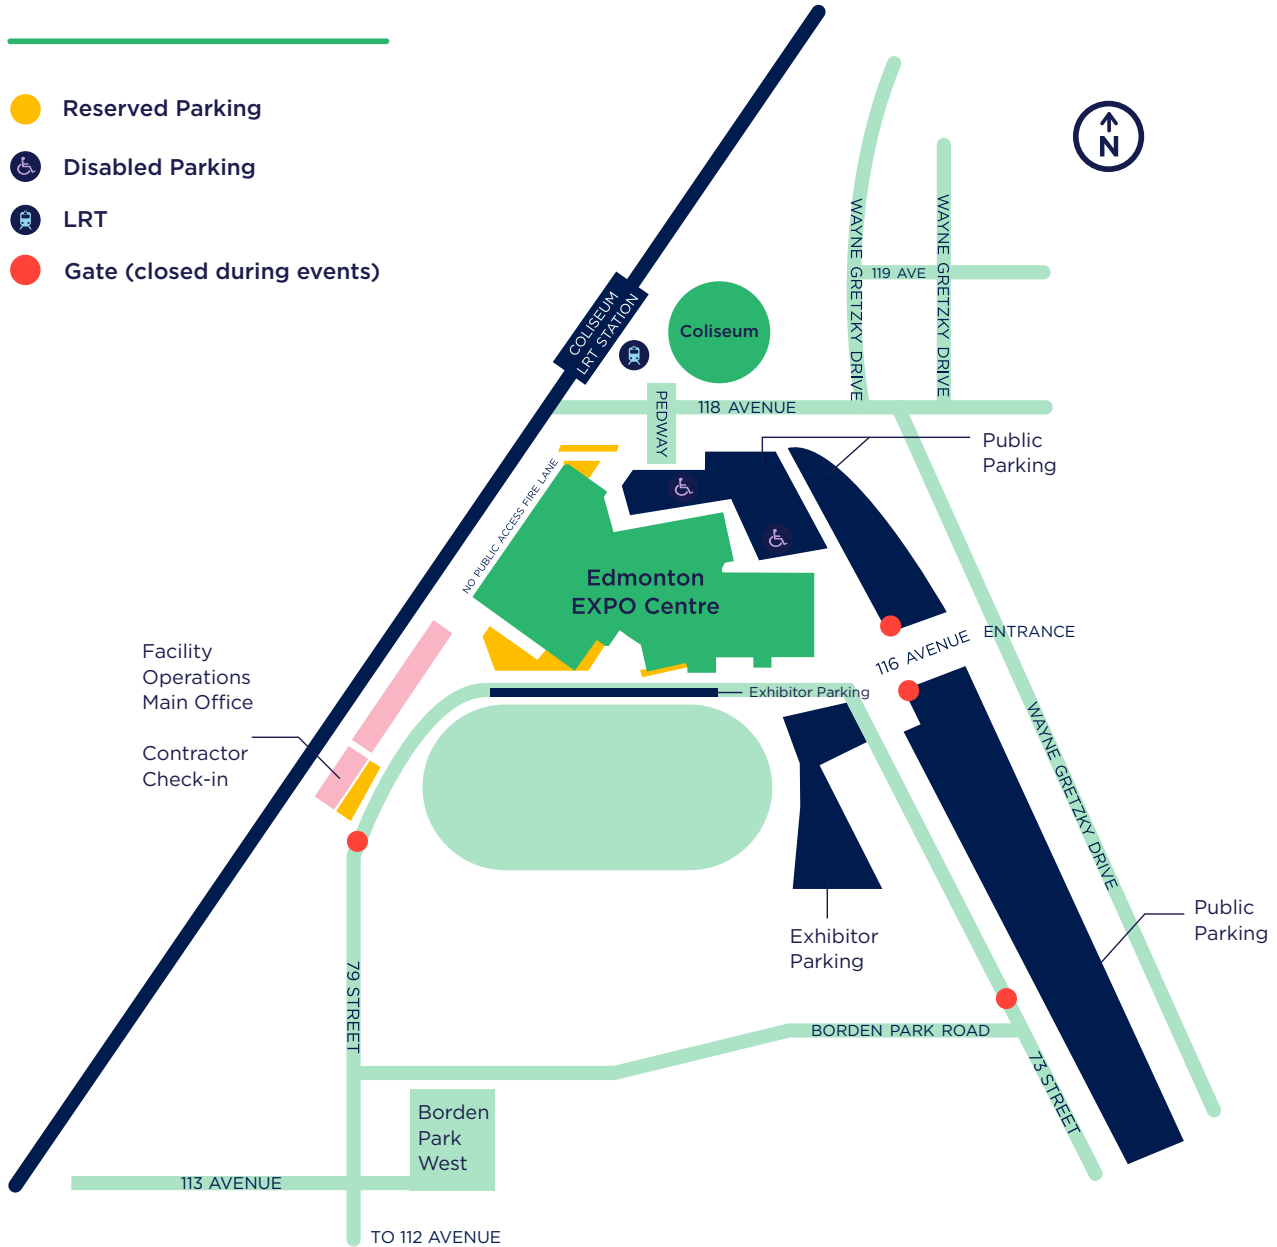 Reserved Parking
Disabled Parking
LRT
Gate (closed during events)
N
WAYNE GRETZKY DRIVE
WAYNE GRETZKY DRIVE
119 AVE
COLISEUM
LRT STATION
Coliseum
PEDWAY
118 AVENUE
Public
Parking
NO PUBLIC ACCESS FIRE LANE
Edmonton
EXPO Centre
116 AVENUE
ENTRANCE
Facility
Operations
Main Office
Contractor
Check-in
Exhibitor Parking
WAYNE GRETZKY DRIVE
Exhibitor
Parking
Public
Parking
79 STREET
BORDEN PARK ROAD
73 STREET
Borden
Park
West
113 AVENUE
TO 112 AVENUE